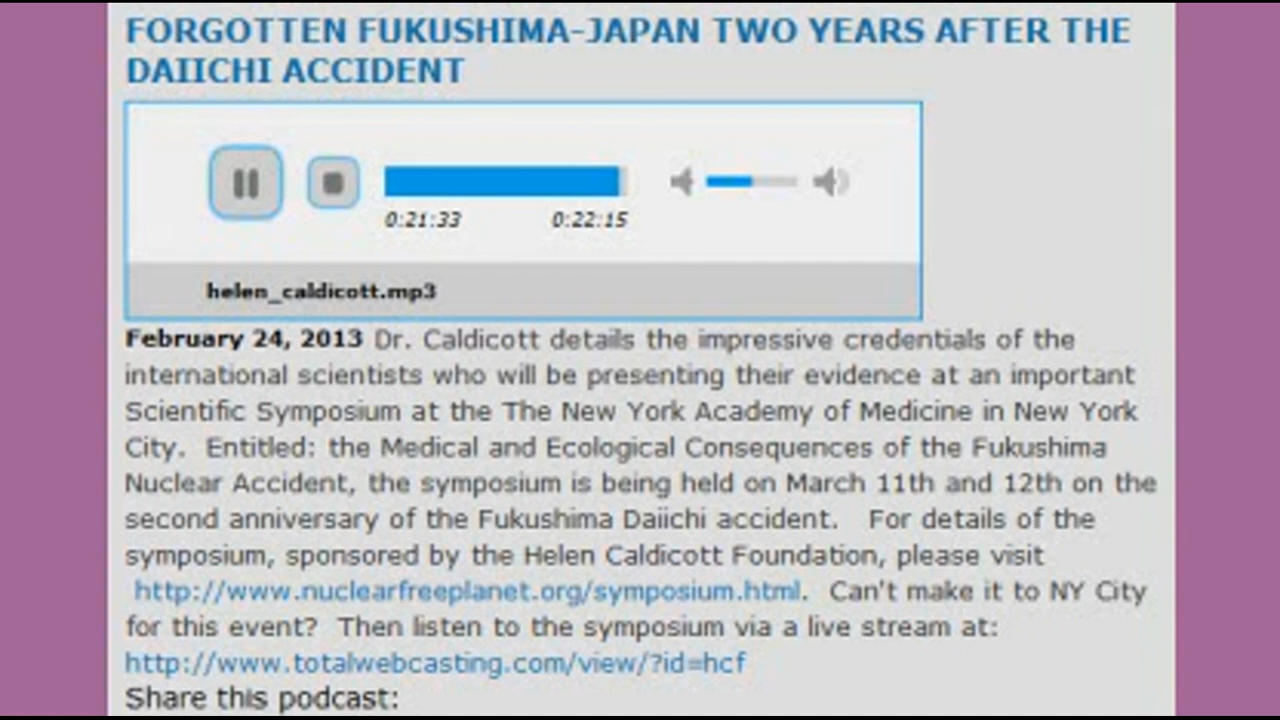 FORGOTTEN FUKUSHIMA-JAPAN TWO YEARS AFTER THE
DAIICHI ACCIDENT
0:21:33 0:22:15
helen_caldicott.mp3
February 24, 2013 Dr. Caldicott details the impressive credentials of the
international scientists who will be presenting their evidence at an important
Scientific Symposium at the The New York Academy of Medicine in New York
City. Entitled: the Medical and Ecological Consequences of the Fukushima
Nuclear Accident, the symposium is being held on March 11th and 12th on the
second anniversary of the Fukushima Daiichi accident. For details of the
symposium, sponsored by the Helen Caldicott Foundation, please visit
http://www.nuclearfreeplanet.org/symposium.html. Can't make it to NY City
for this event? Then listen to the symposium via a live stream at:
http://www.totalwebcasting.com/view/?id=hcf
Share this podcast: